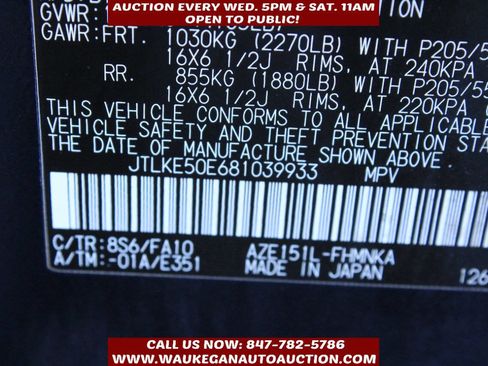 AUCTION EVERY WED. 5PM & SAT. 11AM
OPEN TO PUBLIC!
GVWR:
GAWR: FRT. 1030KG (2270LB) WITH P205/5
16X6 1/2J RIMS, AT 240KPA
RR. 855KG (1880LB) WITH P205/55
16X6 1/2J RIMS, AT 220KPA
THIS VEHICLE CONFORMS TO ALL APPLICABLE
VEHICLE SAFETY AND THEFT PREVENTION STA
THE DATE OF MANUFACTURE SHOWN ABOVE.
JTLKE50E681039933 MPV
C/TR: 8S6/FA10 AZE151L-FHMNKA
A/TM: -01A/E351 MADE IN JAPAN 126
CALL US NOW: 847-782-5786
WWW.WAUKEGANAUTOAUCTION.COM